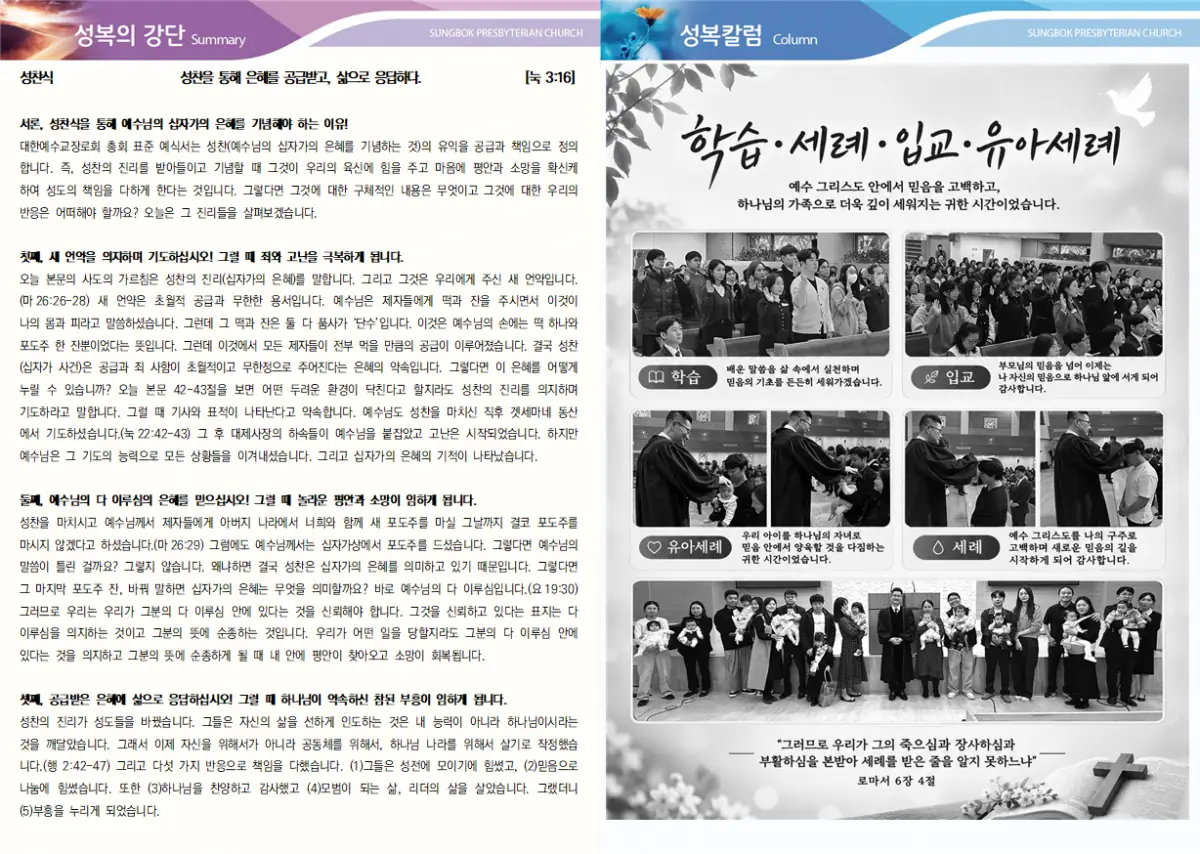 성복의 강단 Summary
SUNGBOK PRESBYTERIAN CHURCH
성찬식 성찬을 통해 은혜를 공급받고, 삶으로 응답하다. [눅 3:16]
서론, 성찬식을 통해 예수님의 십자가의 은혜를 기념해야 하는 이유!
대한예수교장로회 총회 표준 예식서는 성찬(예수님의 십자가의 은혜를 기념하는 것)의 유익을 공급과 책임으로 정의
합니다. 즉, 성찬의 진리를 받아들이고 기념할 때 그것이 우리의 육신에 힘을 주고 마음에 평안과 소망을 확신케
하여 성도의 책임을 다하게 한다는 것입니다. 그렇다면 그것에 대한 구체적인 내용은 무엇이고 그것에 대한 우리의
반응은 어떠해야 할까요? 오늘은 그 진리들을 살펴보겠습니다.
첫째, 새 언약을 의지하며 기도하십시오! 그럴 때 죄와 고난을 극복하게 됩니다.
오늘 본문의 사도의 가르침은 성찬의 진리(십자가의 은혜)를 말합니다. 그리고 그것은 우리에게 주신 새 언약입니다.
(마 26:26-28) 새 언약은 초월적 공급과 무한한 용서입니다. 예수님은 제자들에게 떡과 잔을 주시면서 이것이
나의 몸과 피라고 말씀하셨습니다. 그런데 그 떡과 잔은 둘 다 품사가 '단수'입니다. 이것은 예수님의 손에는 떡 하나와
포도주 한 잔뿐이었다는 뜻입니다. 그런데 이것에서 모든 제자들이 전부 먹을 만큼의 공급이 이루어졌습니다. 결국 성찬
(십자가 사건)은 공급과 죄 사함이 초월적이고 무한정으로 주어진다는 은혜의 약속입니다. 그렇다면 이 은혜를 어떻게
누릴 수 있습니까? 오늘 본문 42-43절을 보면 어떤 두려운 환경이 닥친다고 할지라도 성찬의 진리를 의지하며
기도하라고 말합니다. 그럴 때 기사와 표적이 나타난다고 약속합니다. 예수님도 성찬을 마치신 직후 겟세마네 동산
에서 기도하셨습니다.(눅 22:42-43) 그 후 대제사장의 하속들이 예수님을 붙잡았고 고난은 시작되었습니다. 하지만
예수님은 그 기도의 능력으로 모든 상황들을 이겨내셨습니다. 그리고 십자가의 은혜의 기적이 나타났습니다.
둘째, 예수님의 다 이루심의 은혜를 믿으십시오! 그럴 때 놀라운 평안과 소망이 임하게 됩니다.
성찬을 마치시고 예수님께서 제자들에게 아버지 나라에서 너희와 함께 새 포도주를 마실 그날까지 결코 포도주를
마시지 않겠다고 하셨습니다.(마 26:29) 그럼에도 예수님께서는 십자가상에서 포도주를 드셨습니다. 그렇다면 예수님의
말씀이 틀린 걸까요? 그렇지 않습니다. 왜냐하면 결국 성찬은 십자가의 은혜를 의미하고 있기 때문입니다. 그렇다면
그 마지막 포도주 잔, 바꿔 말하면 십자가의 은혜는 무엇을 의미할까요? 바로 예수님의 다 이루심입니다.(요 19:30)
그러므로 우리는 우리가 그분의 다 이루심 안에 있다는 것을 신뢰해야 합니다. 그것을 신뢰하고 있다는 표지는 다
이루심을 의지하는 것이고 그분의 뜻에 순종하는 것입니다. 우리가 어떤 일을 당할지라도 그분의 다 이루심 안에
있다는 것을 의지하고 그분의 뜻에 순종하게 될 때 내 안에 평안이 찾아오고 소망이 회복됩니다.
셋째, 공급받은 은혜에 삶으로 응답하십시오! 그럴 때 하나님이 약속하신 참된 부흥이 임하게 됩니다.
성찬의 진리가 성도들을 바꿨습니다. 그들은 자신의 삶을 선하게 인도하는 것은 내 능력이 아니라 하나님이시라는
것을 깨달았습니다. 그래서 이제 자신을 위해서가 아니라 공동체를 위해서, 하나님 나라를 위해서 살기로 작정했습
니다.(행 2:42-47) 그리고 다섯 가지 반응으로 책임을 다했습니다. (1)그들은 성전에 모이기에 힘썼고, (2)믿음으로
나눔에 힘썼습니다. 또한 (3)하나님을 찬양하고 감사했고 (4)모범이 되는 삶, 리더의 삶을 살았습니다. 그랬더니
(5)부흥을 누리게 되었습니다.
성복칼럼 Column
SUNGBOK PRESBYTERIAN CHURCH
학습·세례·입교·유아세례
예수 그리스도 안에서 믿음을 고백하고,
하나님의 가족으로 더욱 깊이 세워지는 귀한 시간이었습니다.
학습
배운 말씀을 삶 속에서 실천하며
믿음의 기초를 든든히 세워가겠습니다.
입교
부모님의 믿음을 넘어 이제는
나 자신의 믿음으로 하나님 앞에 서게 되어
감사합니다.
유아세례
우리 아이를 하나님의 자녀로
믿음 안에서 양육할 것을 다짐하는
귀한 시간이었습니다.
세례
예수 그리스도를 나의 구주로
고백하며 새로운 믿음의 길을
시작하게 되어 감사합니다.
"그러므로 우리가 그의 죽으심과 장사하심과
부활하심을 본받아 세례를 받은 줄을 알지 못하느냐"
로마서 6장 4절